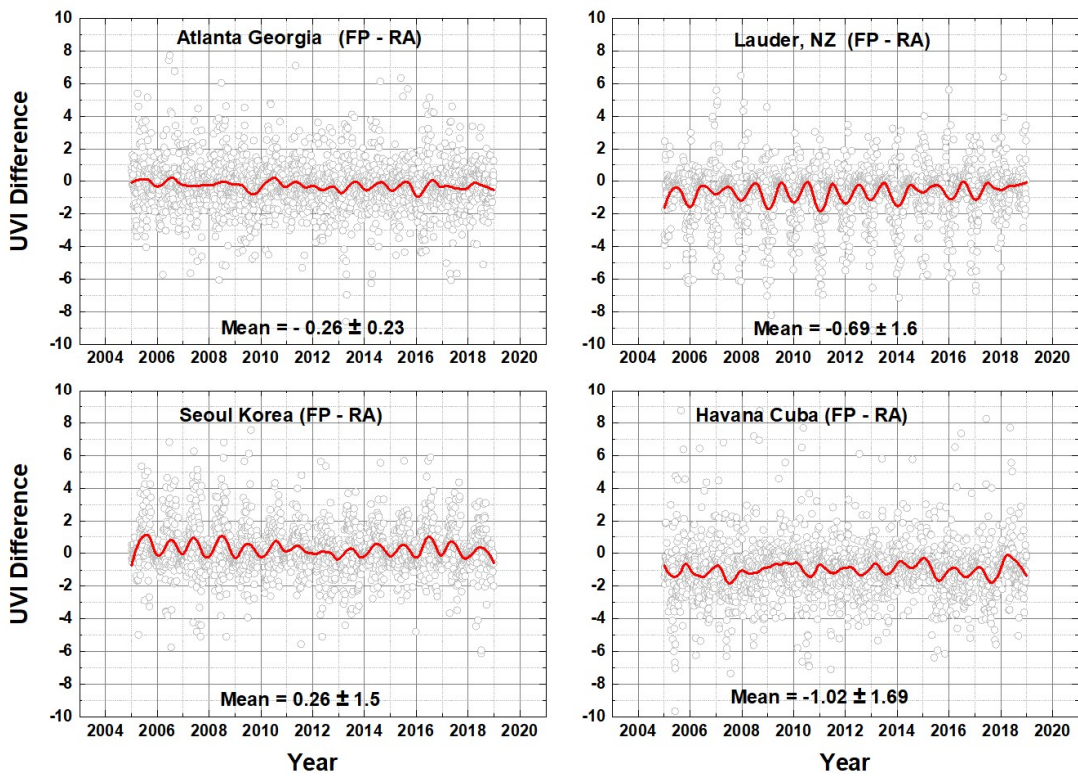 10
8
6
4
2
0
-2
-4
-6
-8
-10
UVI Difference
Atlanta Georgia (FP - RA)
Mean = - 0.26 ± 0.23
2004 2006 2008 2010 2012 2014 2016 2018 2020
10
8
6
4
2
0
-2
-4
-6
-8
-10
Lauder, NZ (FP - RA)
Mean = -0.69 ± 1.6
2004 2006 2008 2010 2012 2014 2016 2018 2020
10
8
6
4
2
0
-2
-4
-6
-8
-10
UVI Difference
Seoul Korea (FP - RA)
Mean = 0.26 ± 1.5
2004 2006 2008 2010 2012 2014 2016 2018 2020
Year
10
8
6
4
2
0
-2
-4
-6
-8
-10
Havana Cuba (FP - RA)
Mean = -1.02 ± 1.69
2004 2006 2008 2010 2012 2014 2016 2018 2020
Year